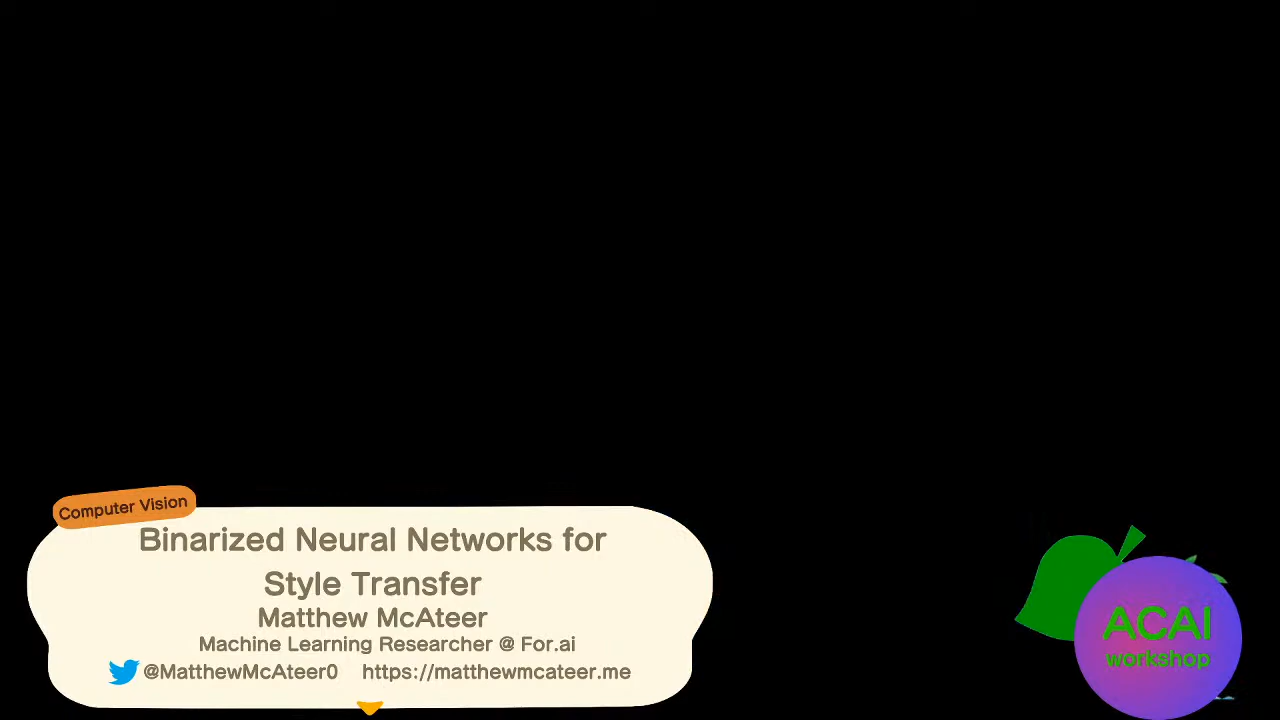 Computer Vision
Binarized Neural Networks for
Style Transfer
Matthew McAteer
Machine Learning Researcher @ For.ai
@MatthewMcAteer0 https://matthewmcateer.me
ACAI
workshop